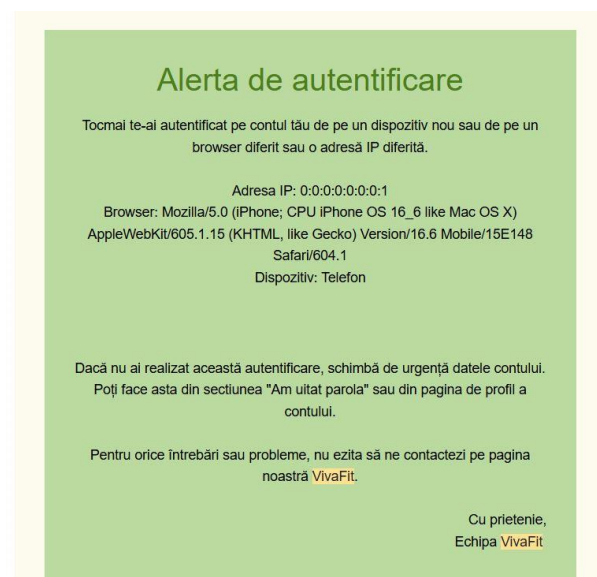 Alerta de autentificare
Tocmai te-ai autentificat pe contul tău de pe un dispozitiv nou sau de pe un
browser diferit sau o adresă IP diferită.
Adresa IP: 0:0:0:0:0:0:0:1
Browser: Mozilla/5.0 (iPhone; CPU iPhone OS 16_6 like Mac OS X)
AppleWebKit/605.1.15 (KHTML, like Gecko) Version/16.6 Mobile/15E148
Safari/604.1
Dispozitiv: Telefon
Dacă nu ai realizat această autentificare, schimbă de urgență datele contului.
Poți face asta din sectiunea "Am uitat parola" sau din pagina de profil a
contului.
Pentru orice întrebări sau probleme, nu ezita să ne contactezi pe pagina
noastră VivaFit.
Cu prietenie,
Echipa VivaFit